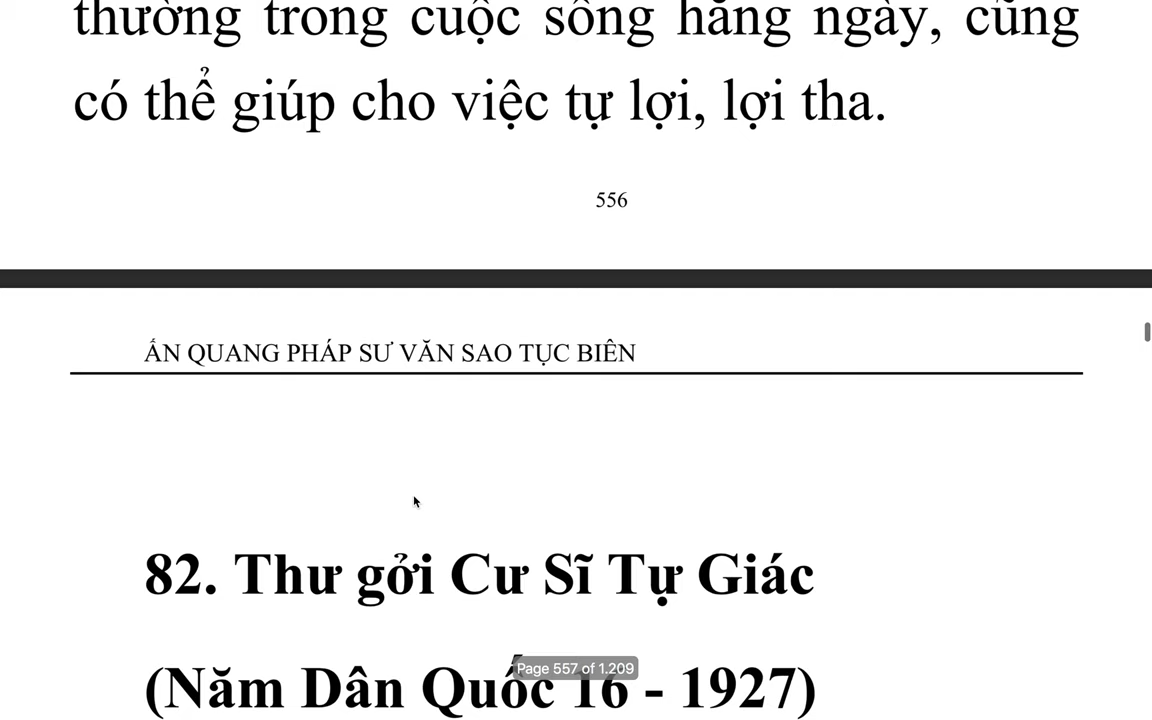 thường trong cuộc sống hằng ngày, cũng
có thể giúp cho việc tự lợi, lợi tha.
556
ẤN QUANG PHÁP SƯ VĂN SAO TỤC BIÊN
82. Thư gởi Cư Sĩ Tự Giác
(Năm Dân Quốc 16 - 1927)
Page 557 of 1.209